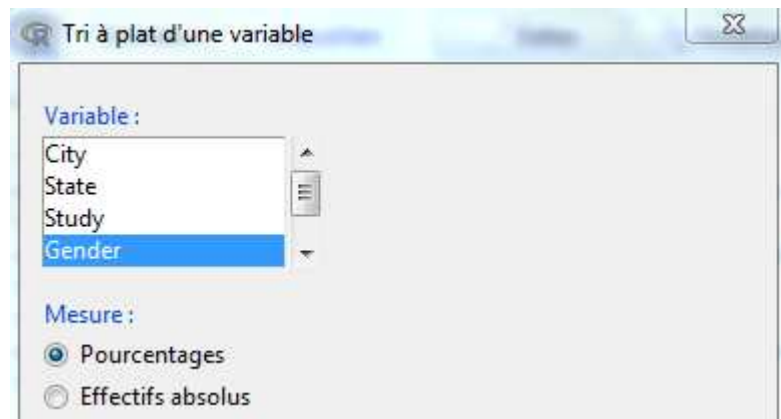 Tri à plat d'une variable
Variable :
City
State
Study
Gender
Mesure :
Pourcentages
Effectifs absolus